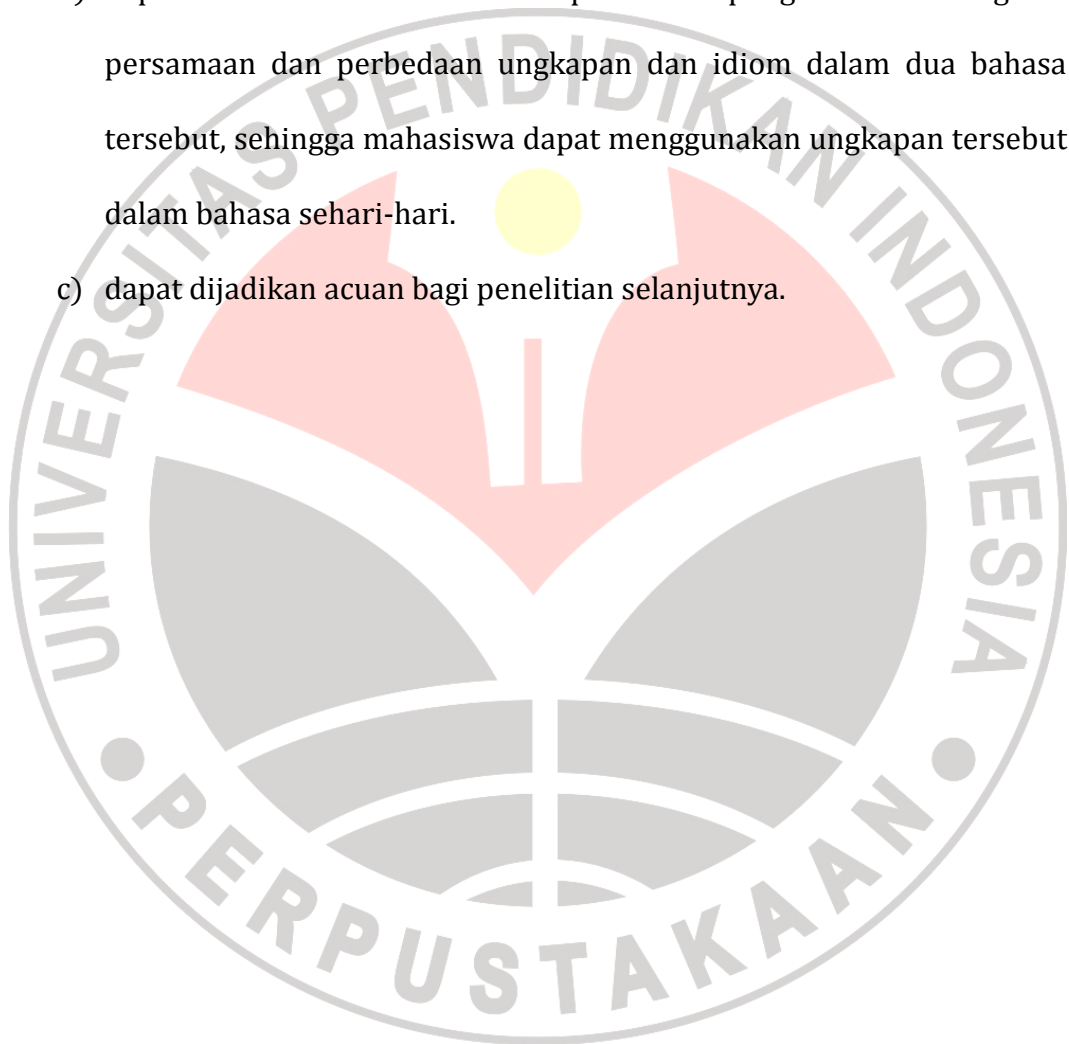 persamaan dan perbedaan ungkapan dan idiom dalam dua bahasa
tersebut, sehingga mahasiswa dapat menggunakan ungkapan tersebut
dalam bahasa sehari-hari.
c) dapat dijadikan acuan bagi penelitian selanjutnya.
UNIVERSITAS PENDIDIKAN INDONESIA
PERPUSTAKAAN